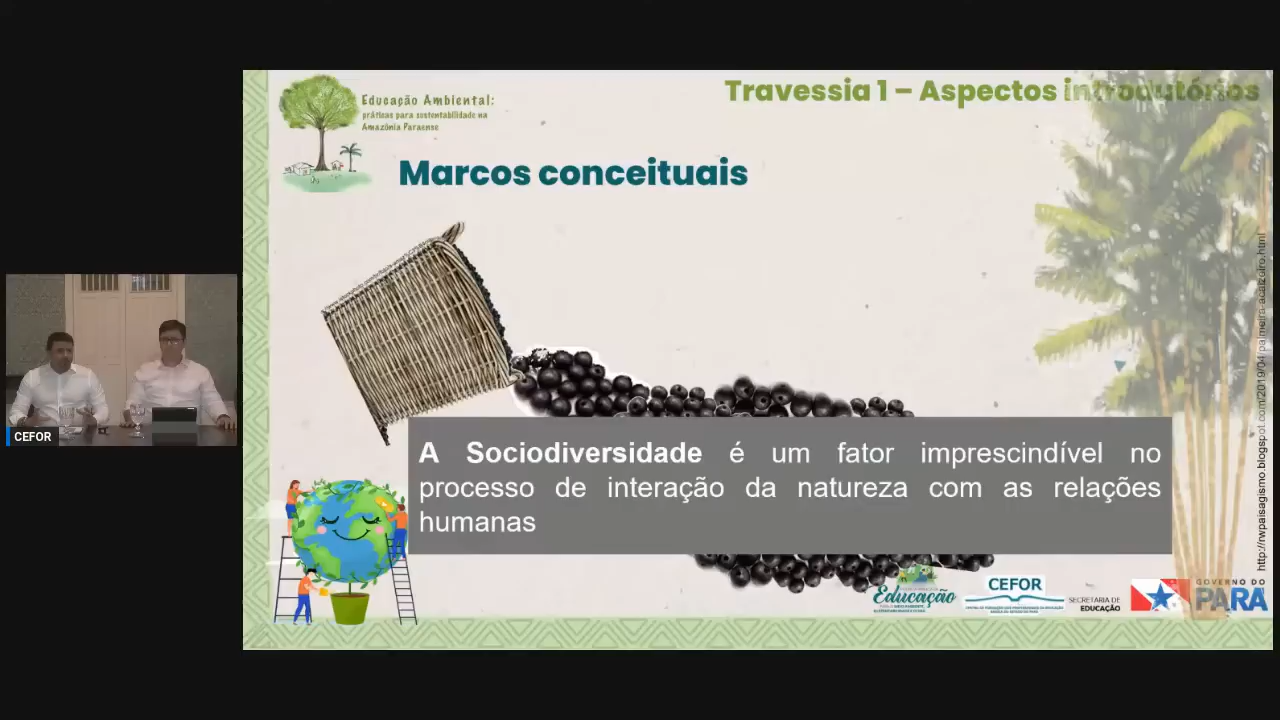 Educação Ambiental:
práticas para sustentabilidade na
Amazônia Paraense
Travessia 1 – Aspectos introdutórios
Marcos conceituais
A Sociodiversidade é um fator imprescindível no
processo de interação da natureza com as relações
humanas
http://rwpaisagismo.blogspot.com/2019/04/palmeira-acaizeiro.html
CEFOR
Educação
CEFOR
SECRETARIA DE
EDUCAÇÃO
GOVERNO DO
PARÁ